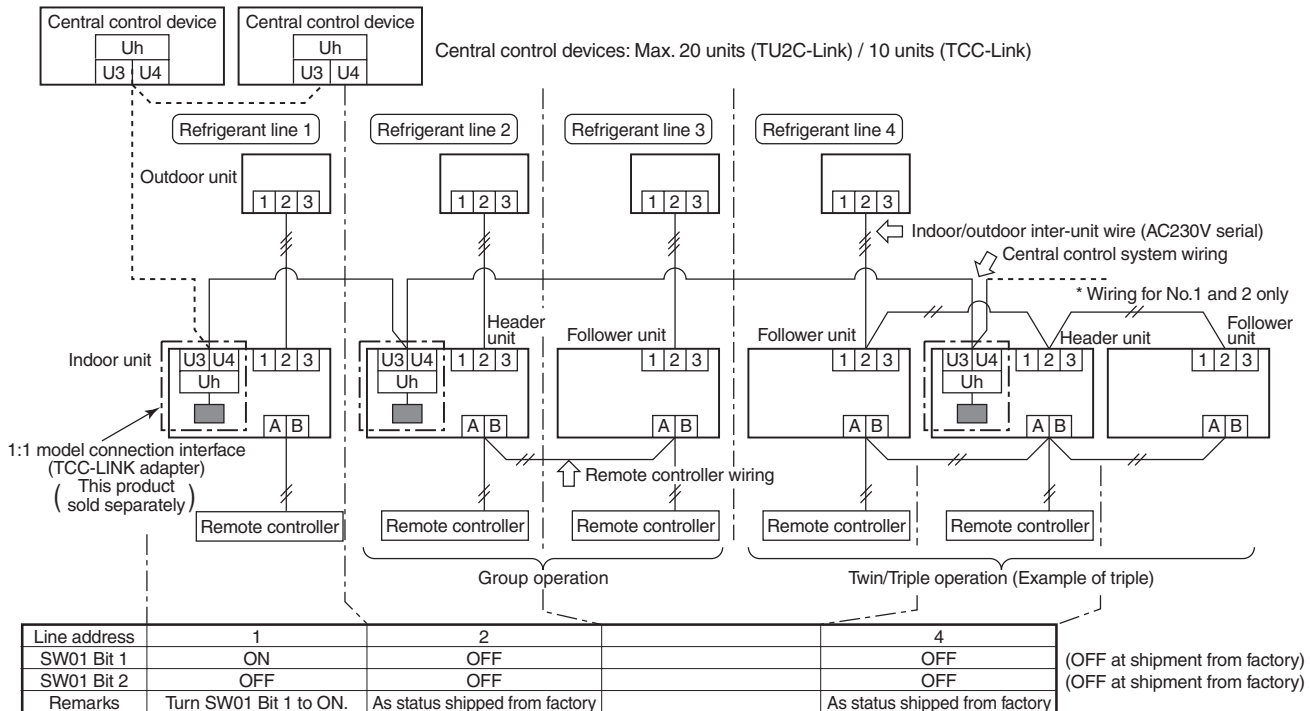 Central control device Central control device
Uh Uh
U3 U4 U3 U4
Central control devices: Max. 20 units (TU2C-Link) / 10 units (TCC-Link)
Refrigerant line 1 Refrigerant line 2 Refrigerant line 3 Refrigerant line 4
Outdoor unit
1 2 3 1 2 3 1 2 3 1 2 3
Indoor/outdoor inter-unit wire (AC230V serial)
Central control system wiring
* Wiring for No.1 and 2 only
Indoor unit
Header
unit
Follower unit
Follower unit
Header unit
Follower
unit
U3 U4 1 2 3 U3 U4 1 2 3 1 2 3 1 2 3 U3 U4 1 2 3 1 2 3
Uh Uh Uh
A B A B A B A B A B A B
1:1 model connection interface
(TCC-LINK adapter)
( This product
sold separately )
Remote controller wiring
Remote controller Remote controller Remote controller Remote controller Remote controller
Group operation Twin/Triple operation (Example of triple)
Line address 1 2 4
SW01 Bit 1 ON OFF OFF (OFF at shipment from factory)
SW01 Bit 2 OFF OFF OFF (OFF at shipment from factory)
Remarks Turn SW01 Bit 1 to ON. As status shipped from factory As status shipped from factory